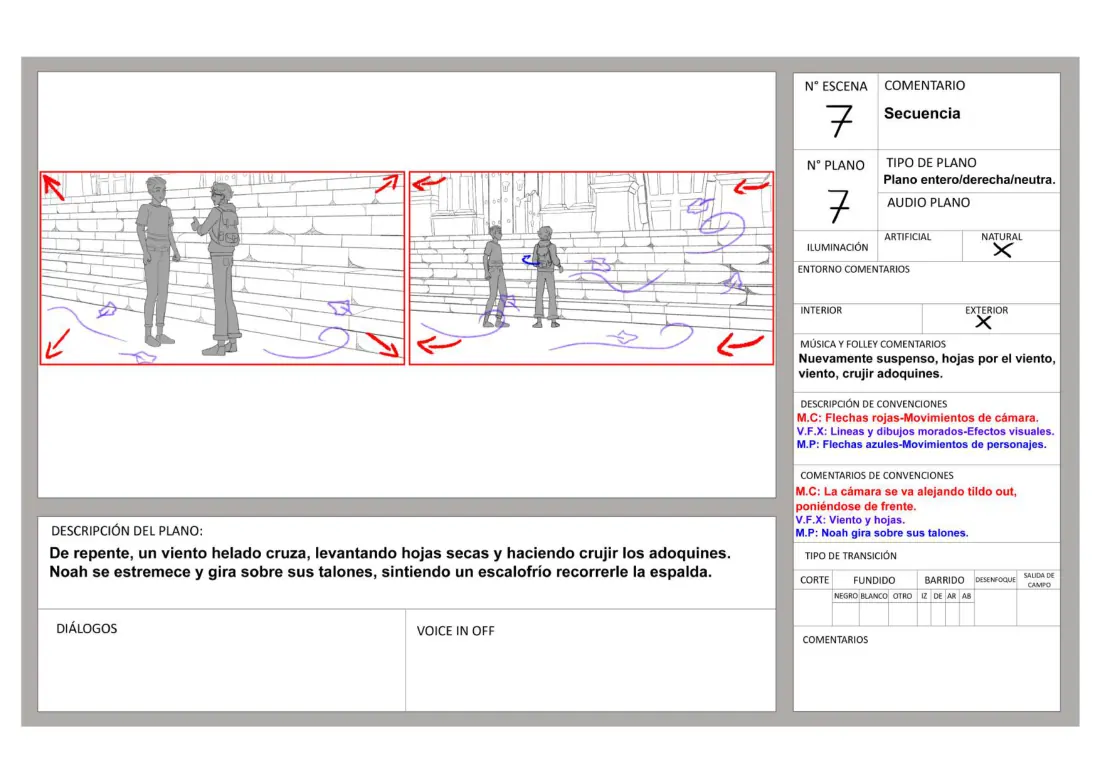 N° ESCENA
7
COMENTARIO
Secuencia
N° PLANO
7
TIPO DE PLANO
Plano entero/derecha/neutra.
AUDIO PLANO
ILUMINACIÓN
ARTIFICIAL
NATURAL
X
ENTORNO COMENTARIOS
INTERIOR
EXTERIOR
X
MÚSICA Y FOLLEY COMENTARIOS
Nuevamente suspenso, hojas por el viento,
viento, crujir adoquines.
DESCRIPCIÓN DE CONVENCIONES
M.C: Flechas rojas-Movimientos de cámara.
V.F.X: Lineas y dibujos morados-Efectos visuales.
M.P: Flechas azules-Movimientos de personajes.
COMENTARIOS DE CONVENCIONES
M.C: La cámara se va alejando tildo out,
poniéndose de frente.
V.F.X: Viento y hojas.
M.P: Noah gira sobre sus talones.
TIPO DE TRANSICIÓN
CORTE FUNDIDO BARRIDO DESENFOQUE SALIDA DE
CAMPO
NEGRO BLANCO OTRO IZ DE AR AB
COMENTARIOS
DESCRIPCIÓN DEL PLANO:
De repente, un viento helado cruza, levantando hojas secas y haciendo crujir los adoquines.
Noah se estremece y gira sobre sus talones, sintiendo un escalofrío recorrerle la espalda.
DIÁLOGOS
VOICE IN OFF